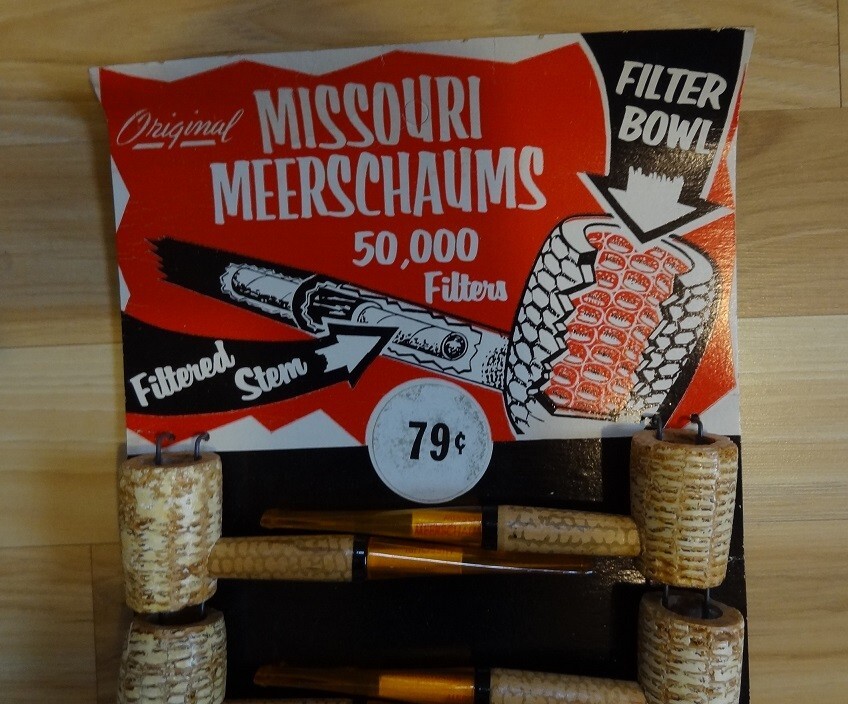 Original
MISSOURI
MEERSCHAUMS
50,000
Filters
FILTER
BOWL
Filtered
Stem
79¢